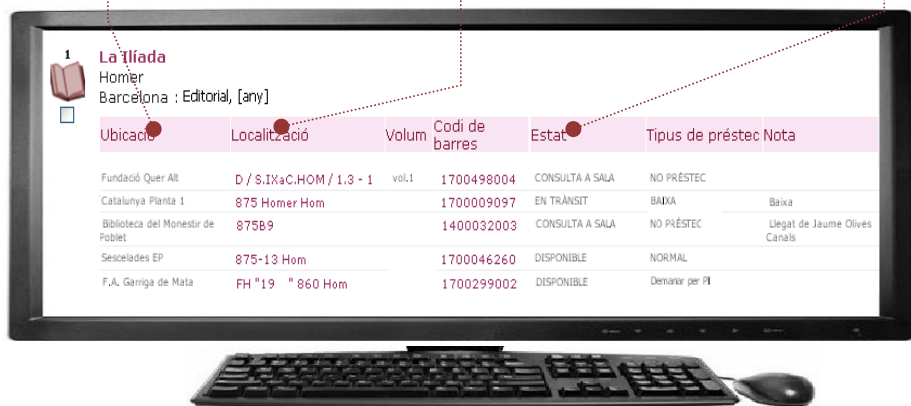 1
La Ilíada
Homer
Barcelona : Editorial, [any]
Ubicació Localització Volum Codi de barres Estat Tipus de préstec Nota
Fundació Quer Alt D / S.IXaC.HOM / 1.3 - 1 vol.1 1700498004 CONSULTA A SALA NO PRÉSTEC
Catalunya Planta 1 875 Homer Hom 1700009097 EN TRÀNSIT BAIXA Baixa
Biblioteca del Monestir de Poblet 875B9 1400032003 CONSULTA A SALA NO PRÉSTEC Llegat de Jaume Olives Canals
Sescelades EP 875-13 Hom 1700046260 DISPONIBLE NORMAL
F.A. Garriga de Mata FH "19 " 860 Hom 1700299002 DISPONIBLE Demanar per PI